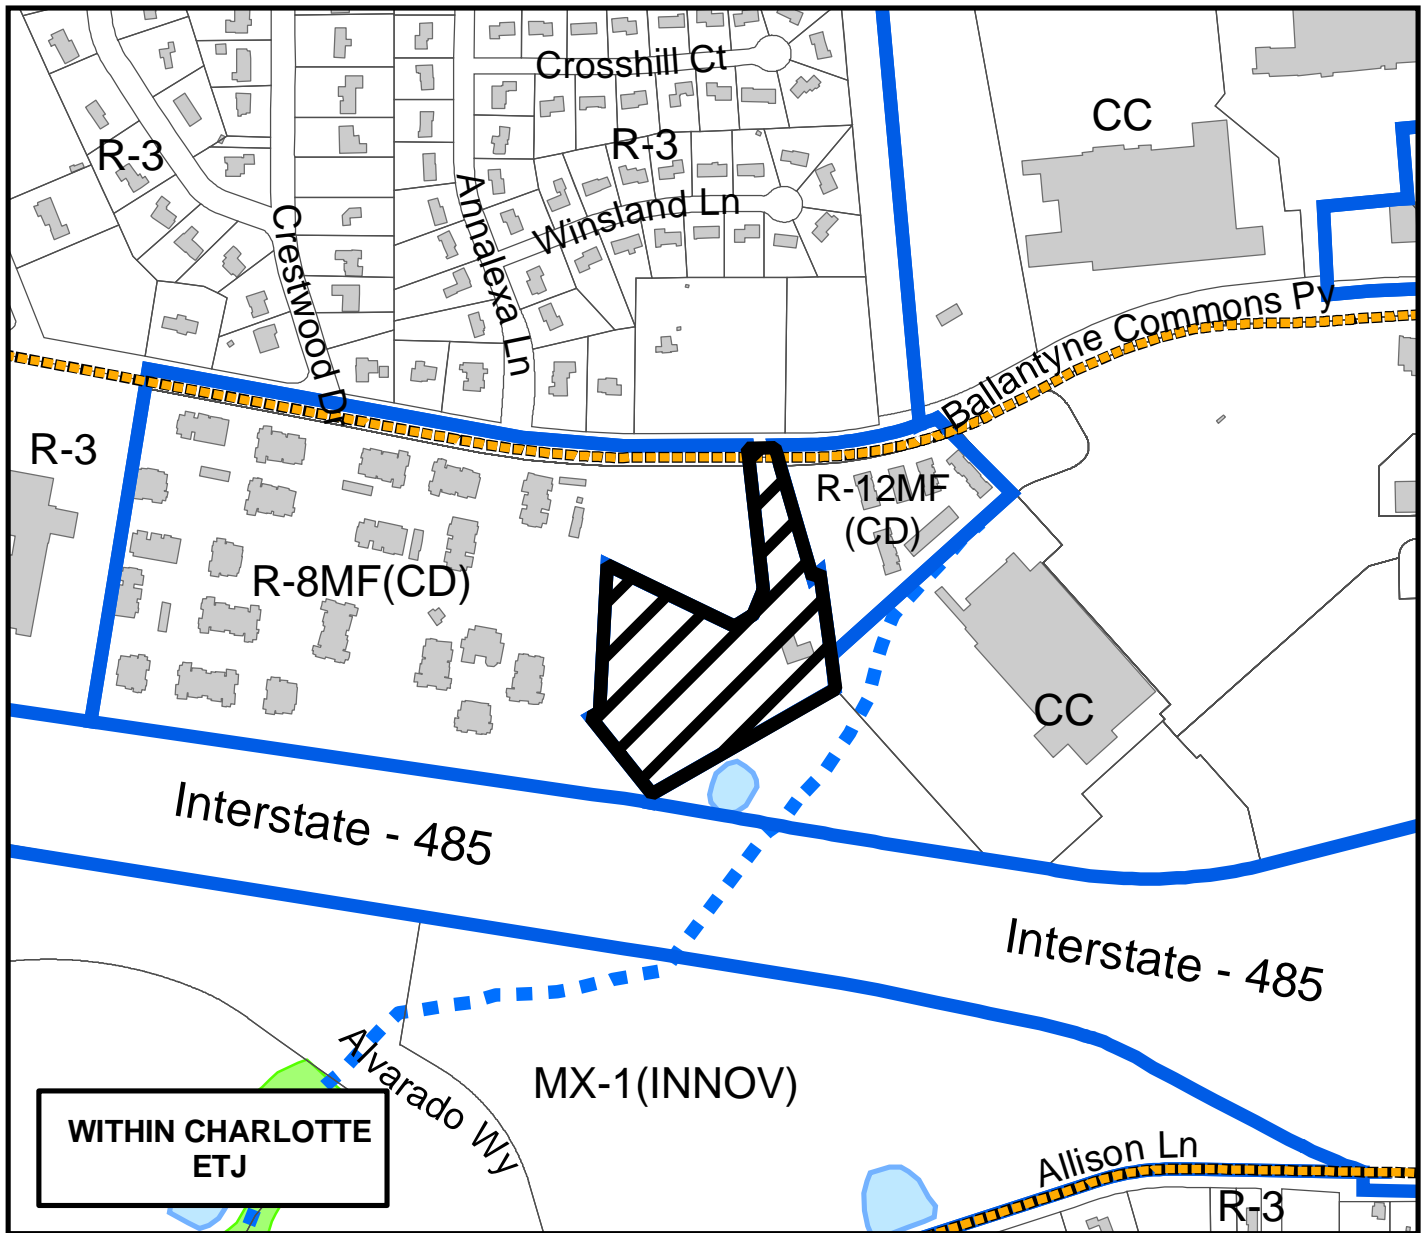 Crosshill Ct
CC
R-3
R-3
Annalexa Ln
Winsland Ln
Crestwood Dr
Ballantyne Commons Py
R-3
R-12MF
(CD)
R-8MF(CD)
CC
Interstate - 485
Interstate - 485
Alvarado Wy
MX-1(INNOV)
WITHIN CHARLOTTE
ETJ
Allison Ln
R-3